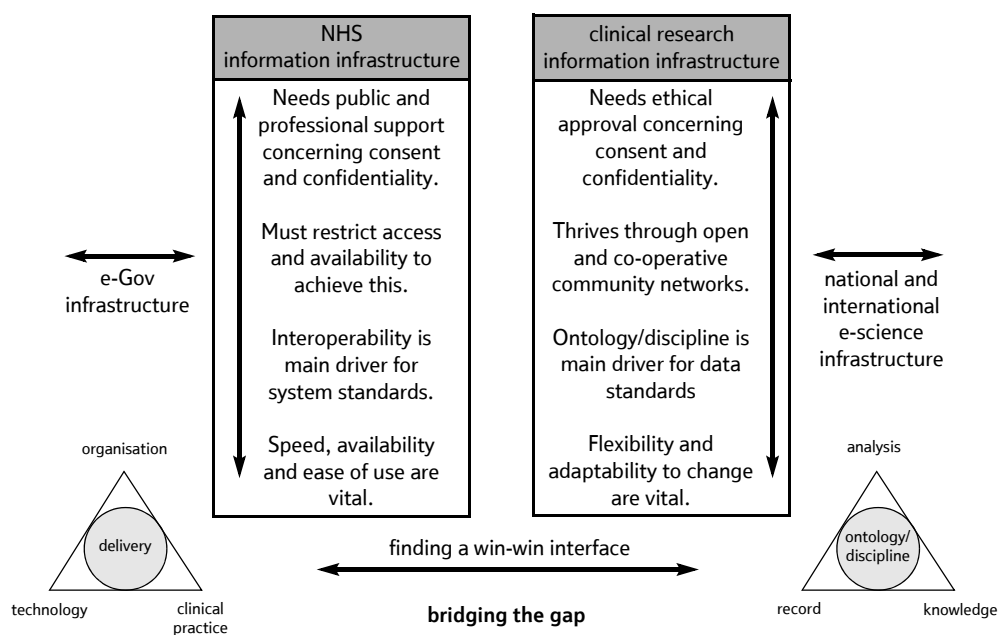 NHS
information infrastructure
Needs public and
professional support
concerning consent
and confidentiality.
Must restrict access
and availability to
achieve this.
Interoperability is
main driver for
system standards.
Speed, availability
and ease of use are
vital.
clinical research
information infrastructure
Needs ethical
approval concerning
consent and
confidentiality.
Thrives through open
and co-operative
community networks.
Ontology/discipline is
main driver for data
standards
Flexibility and
adaptability to change
are vital.
e-Gov
infrastructure
national and
international
e-science
infrastructure
organisation
delivery
technology
clinical
practice
finding a win-win interface
bridging the gap
analysis
ontology/
discipline
record
knowledge